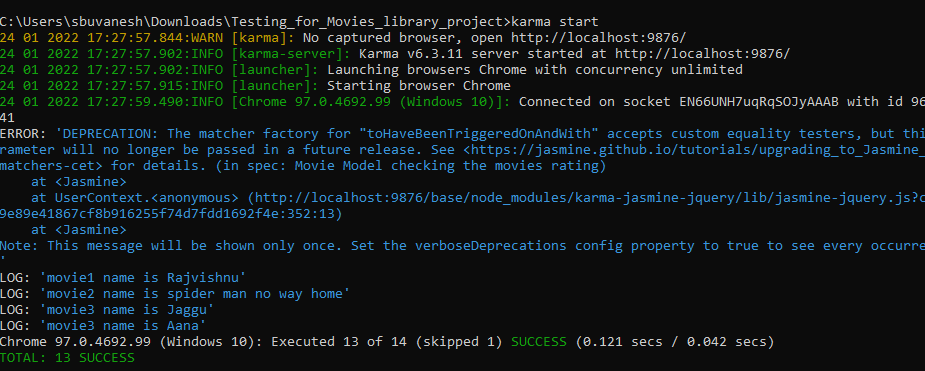 C:\Users\sbuvanesh\Downloads\Testing_for_Movies_library_project>karma start
24 01 2022 17:27:57.844:WARN [karma]: No captured browser, open http://localhost:9876/
24 01 2022 17:27:57.902:INFO [karma-server]: Karma v6.3.11 server started at http://localhost:9876/
24 01 2022 17:27:57.902:INFO [launcher]: Launching browsers Chrome with concurrency unlimited
24 01 2022 17:27:57.915:INFO [launcher]: Starting browser Chrome
24 01 2022 17:27:59.490:INFO [Chrome 97.0.4692.99 (Windows 10)]: Connected on socket EN66UNH7uqRqSOJyAAAB with id 96
41
ERROR: 'DEPRECATION: The matcher factory for "toHaveBeenTriggeredOnAndWith" accepts custom equality testers, but thi
rameter will no longer be passed in a future release. See <https://jasmine.github.io/tutorials/upgrading_to_Jasmine_
matchers-cet> for details. (in spec: Movie Model checking the movies rating)
at <Jasmine>
at UserContext.<anonymous> (http://localhost:9876/base/node_modules/karma-jasmine-jquery/lib/jasmine-jquery.js?c
9e89e41867cf8b916255f74d7fdd1692f4e:352:13)
at <Jasmine>
Note: This message will be shown only once. Set the verboseDeprecations config property to true to see every occurre
'
LOG: 'movie1 name is Rajvishnu'
LOG: 'movie2 name is spider man no way home'
LOG: 'movie3 name is Jaggu'
LOG: 'movie3 name is Aana'
Chrome 97.0.4692.99 (Windows 10): Executed 13 of 14 (skipped 1) SUCCESS (0.121 secs / 0.042 secs)
TOTAL: 13 SUCCESS